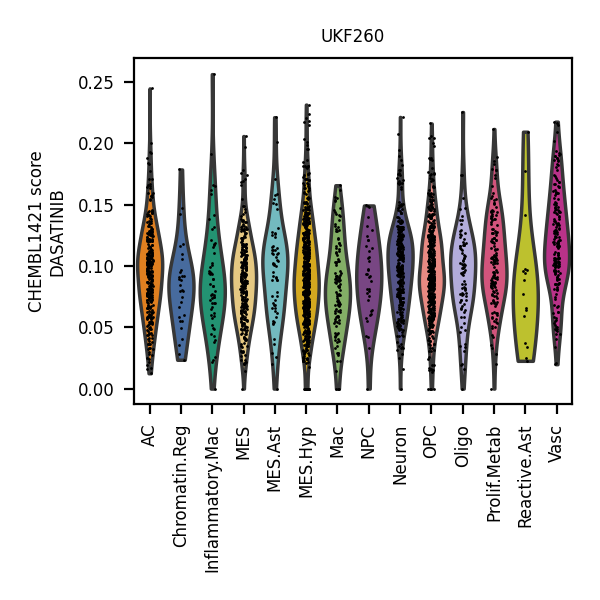 UKF260
CHEMBL1421 score
DASATINIB
0.25
0.20
0.15
0.10
0.05
0.00
AC
Chromatin.Reg
Inflammatory.Mac
MES
MES.Ast
MES.Hyp
Mac
NPC
Neuron
OPC
Oligo
Prolif.Metab
Reactive.Ast
Vasc